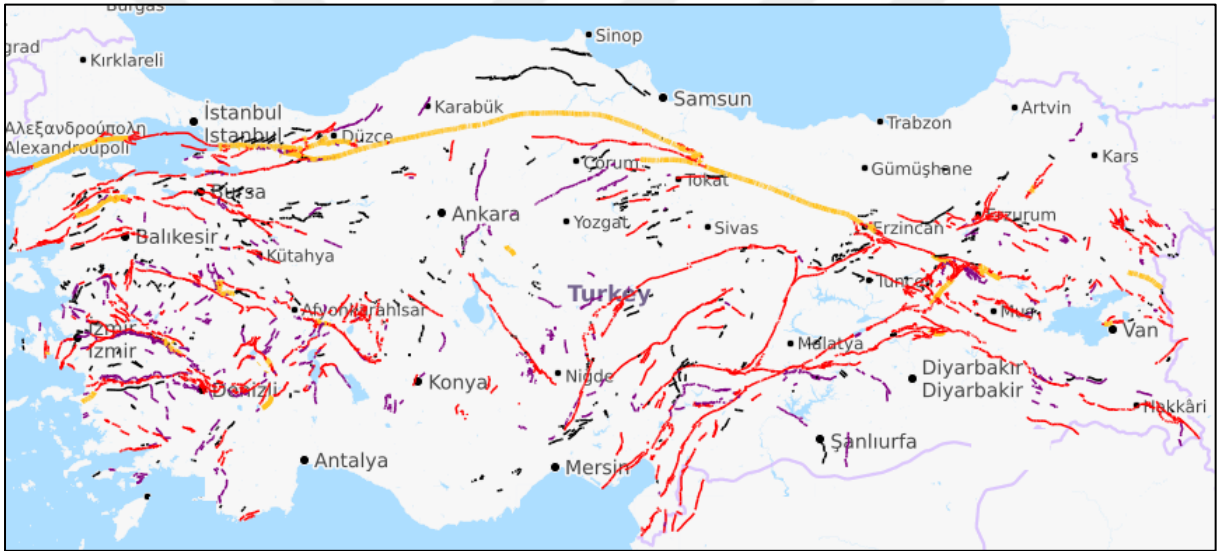 Burgas
Sinop
grad
Kırklareli
Samsun
İstanbul
Istanbul
Karabük
Artvin
Αλεξανδρούπολη
Alexandroupoli
Düzce
Trabzon
Çorum
Kars
Gümüşhane
Tokat
Bursa
Ankara
Yozgat
Sivas
Erzurum
Erzincan
Balıkesir
Kütahya
Tunceli
Turkey
Afyonkarahisar
Muş
Van
İzmir
Izmir
Malatya
Niğde
Konya
Denizli
Diyarbakır
Diyarbakir
Hakkâri
Şanlıurfa
Antalya
Mersin